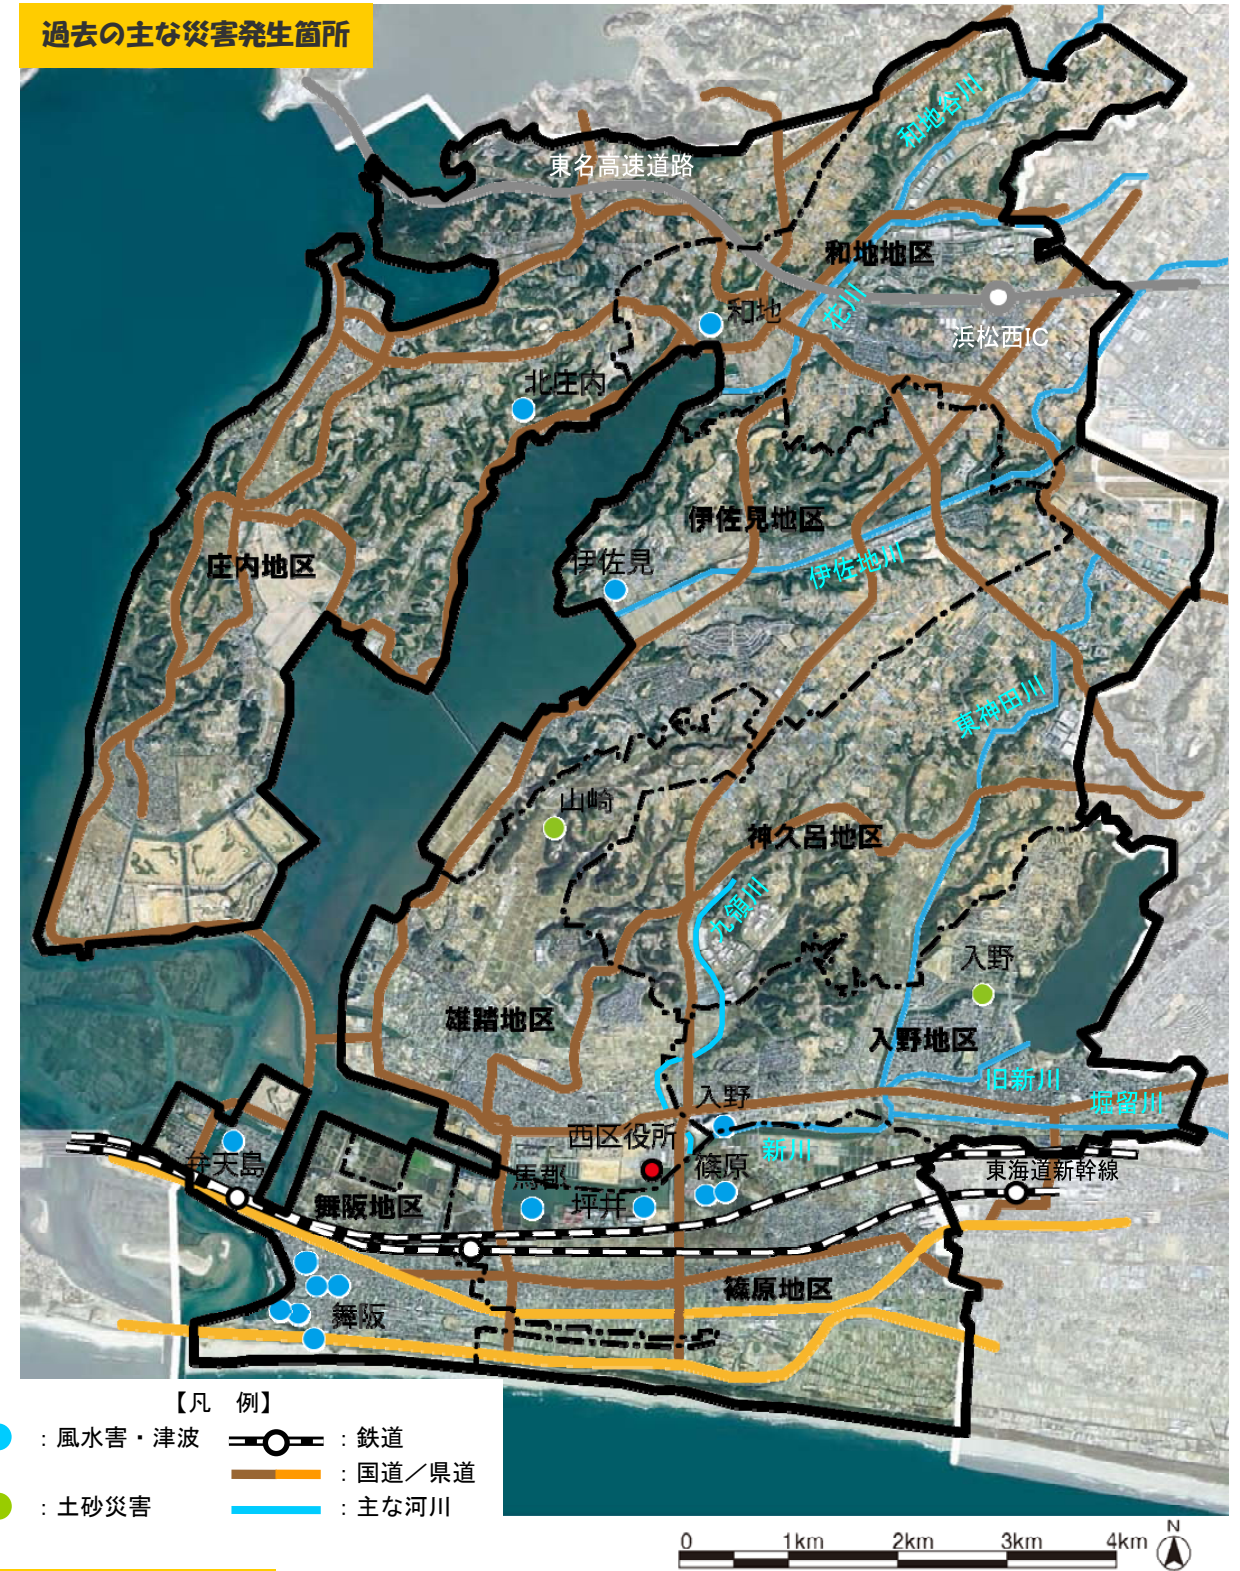 過去の主な災害発生箇所
和地谷川
東名高速道路
和地地区
花川
和地
浜松西IC
北庄内
伊佐見地区
伊佐見
伊佐地川
庄内地区
東神田川
山崎
神久呂地区
九領川
入野
雄踏地区
入野地区
旧新川
堀留川
入野
西区役所
新川
弁天島
篠原
東海道新幹線
馬郡
坪井
舞阪地区
篠原地区
舞阪
【凡 例】
：風水害・津波
：鉄道
：国道／県道
：土砂災害
：主な河川
0 1km 2km 3km 4km
N